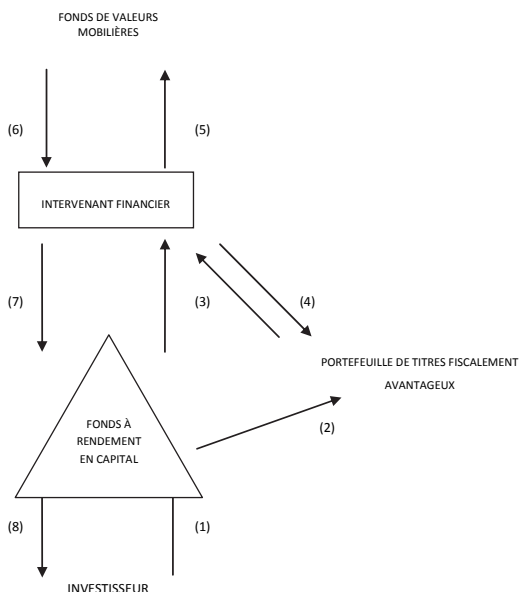 FONDS DE VALEURS
MOBILIÈRES
(6)
(5)
INTERVENANT FINANCIER
(7)
(3)
(4)
PORTEFEUILLE DE TITRES FISCALEMENT
AVANTAGEUX
FONDS À
RENDEMENT
EN CAPITAL
(2)
(8)
(1)
INVESTISSEUR